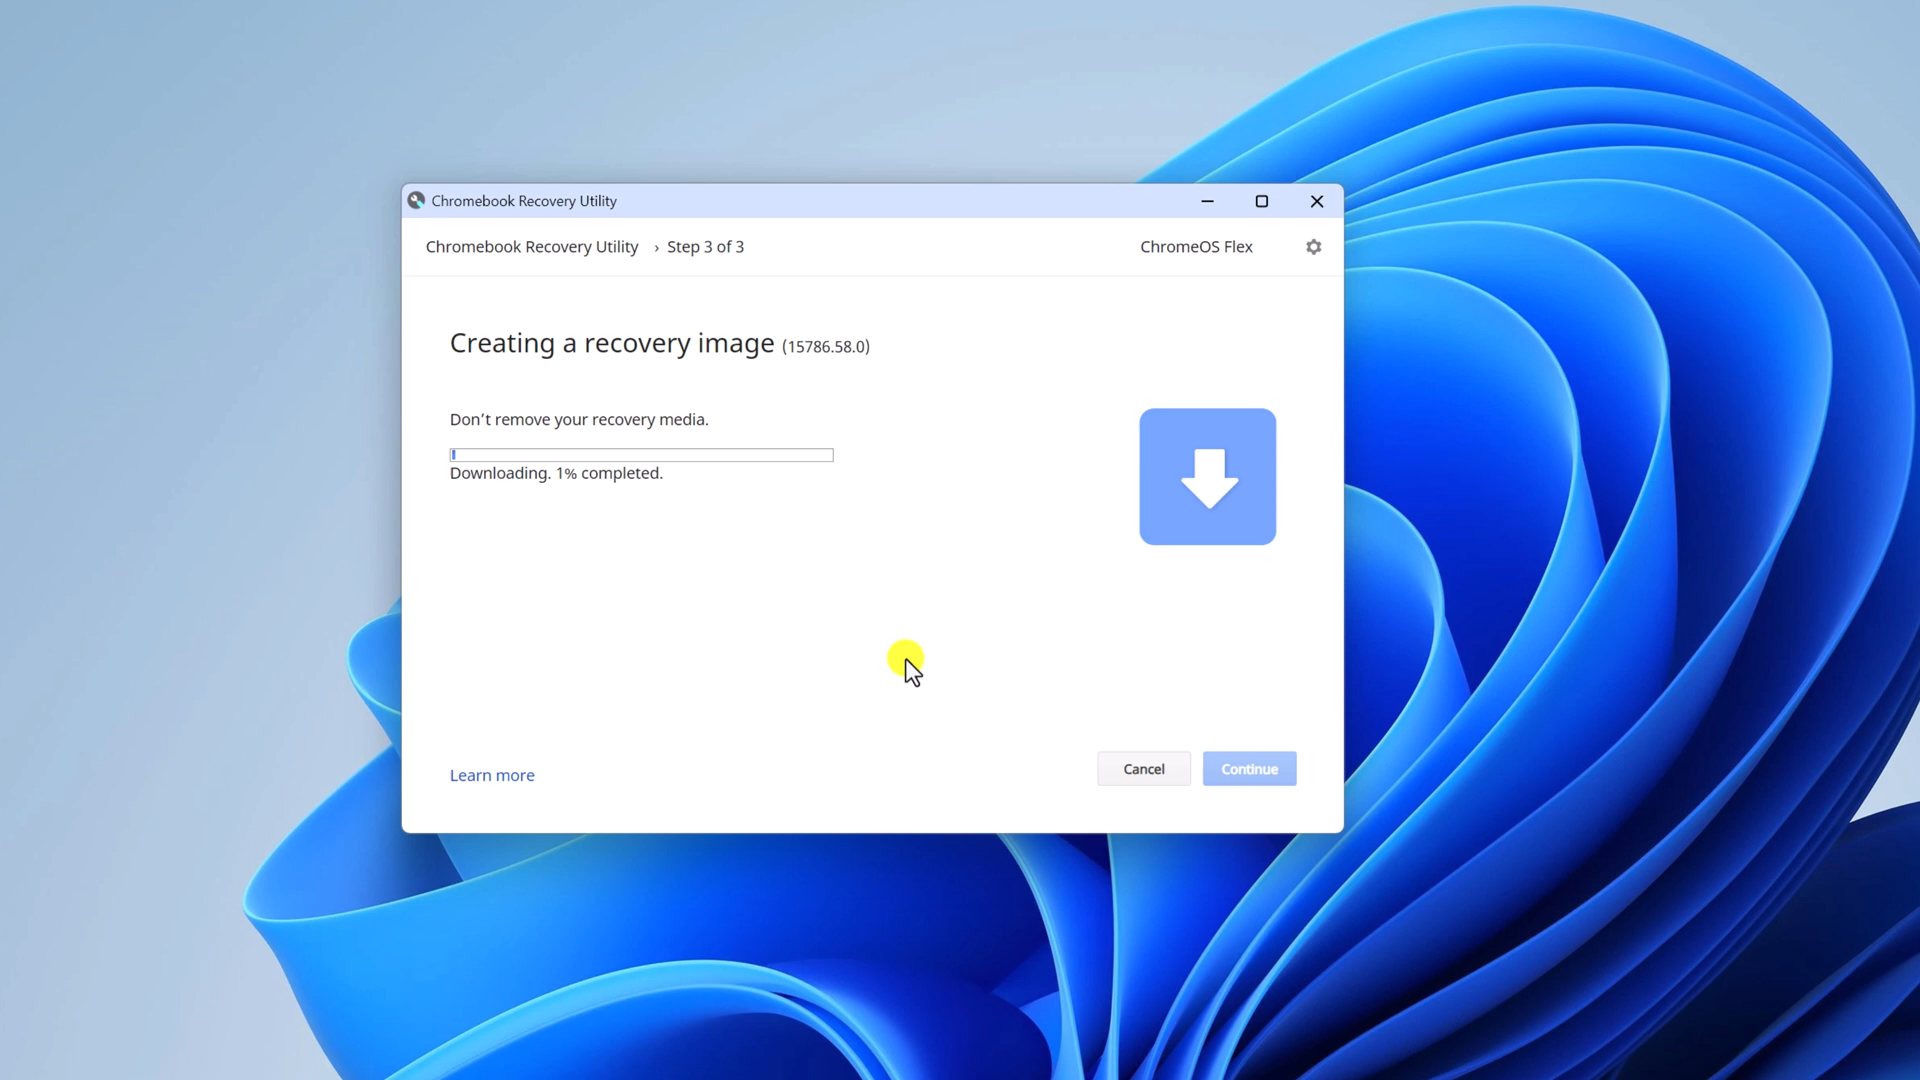 Chromebook Recovery Utility
Chromebook Recovery Utility › Step 3 of 3
ChromeOS Flex
Creating a recovery image (15786.58.0)
Don’t remove your recovery media.
Downloading. 1% completed.
Learn more
Cancel
Continue